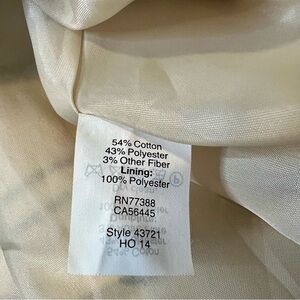 54% Cotton
43% Polyester
3% Other Fiber
Lining:
100% Polyester
RN77388
CA56445
Style 43721
HO 14